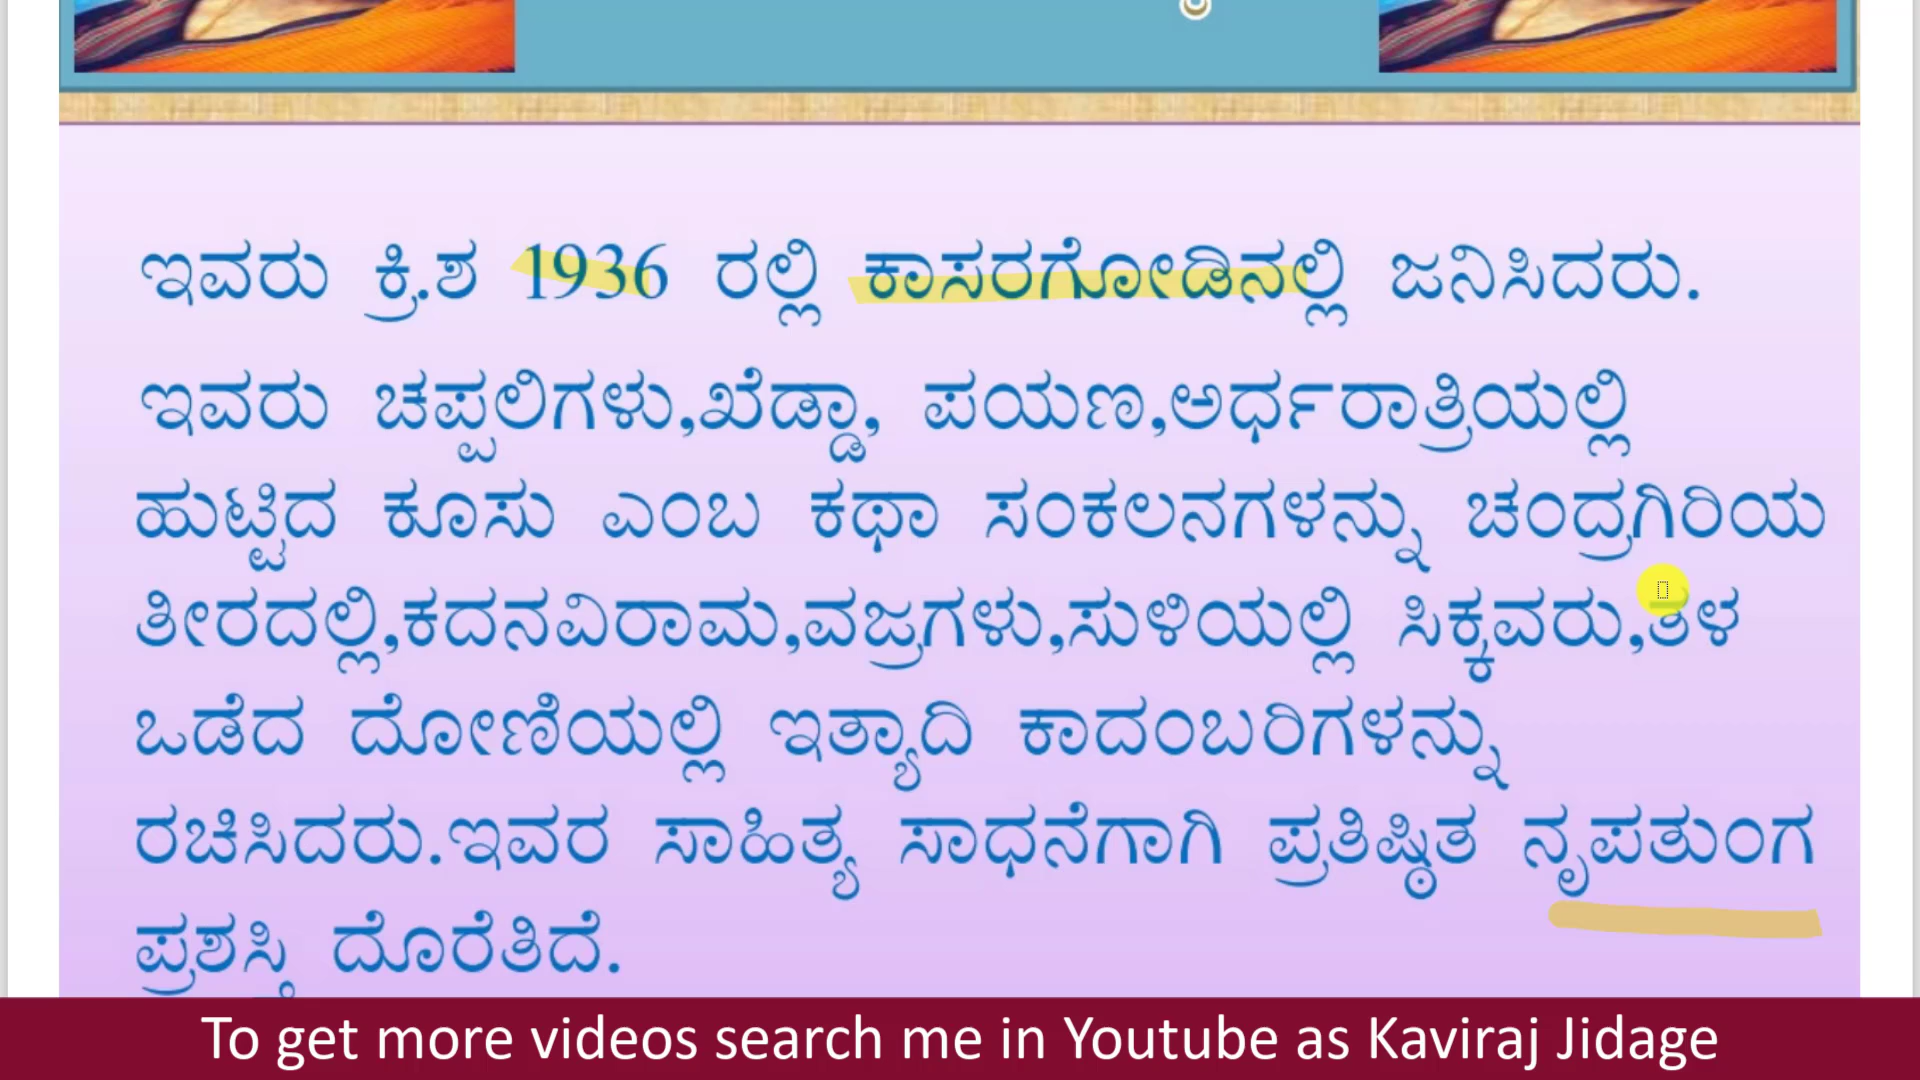 ಇವರು ಕ್ರಿ.ಶ 1936 ರಲ್ಲಿ ಕಾಸರಗೋಡಿನಲ್ಲಿ ಜನಿಸಿದರು.
ಇವರು ಚಪ್ಪಲಿಗಳು,ಖೆಡ್ಡಾ, ಪಯಣ,ಅರ್ಧರಾತ್ರಿಯಲ್ಲಿ
ಹುಟ್ಟಿದ ಕೂಸು ಎಂಬ ಕಥಾ ಸಂಕಲನಗಳನ್ನು ಚಂದ್ರಗಿರಿಯ
ತೀರದಲ್ಲಿ,ಕದನವಿರಾಮ,ವಜ್ರಗಳು,ಸುಳಿಯಲ್ಲಿ ಸಿಕ್ಕವರು,ತಳ
ಒಡೆದ ದೋಣಿಯಲ್ಲಿ ಇತ್ಯಾದಿ ಕಾದಂಬರಿಗಳನ್ನು
ರಚಿಸಿದರು.ಇವರ ಸಾಹಿತ್ಯ ಸಾಧನೆಗಾಗಿ ಪ್ರತಿಷ್ಠಿತ ನೃಪತುಂಗ
ಪ್ರಶಸ್ತಿ ದೊರೆತಿದೆ.
To get more videos search me in Youtube as Kaviraj Jidage